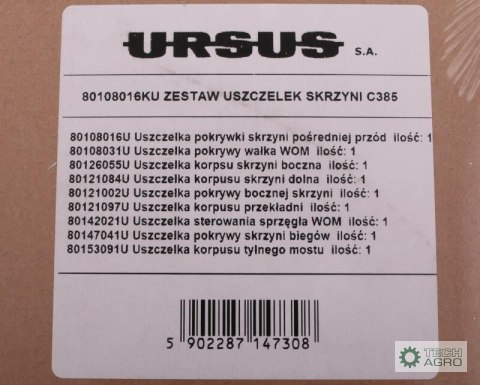 URSUS S.A.
80108016KU ZESTAW USZCZELEK SKRZYNI C385
80108016U Uszczelka pokrywki skrzyni pośredniej przód ilość: 1
80108031U Uszczelka pokrywy wałka WOM ilość: 1
80126055U Uszczelka korpsu skrzyni boczna ilość: 1
80121084U Uszczelka korpusu skrzyni dolna ilość: 1
80121002U Uszczelka pokrywy bocznej skrzyni ilość: 1
80121097U Uszczelka korpusu przekładni ilość: 1
80142021U Uszczelka sterowania sprzęgła WOM ilość: 1
80147041U Uszczelka pokrywy skrzyni biegów ilość: 1
80153091U Uszczelka korpusu tylnego mostu ilość: 1
5 902287 147308
TECH
AGRO